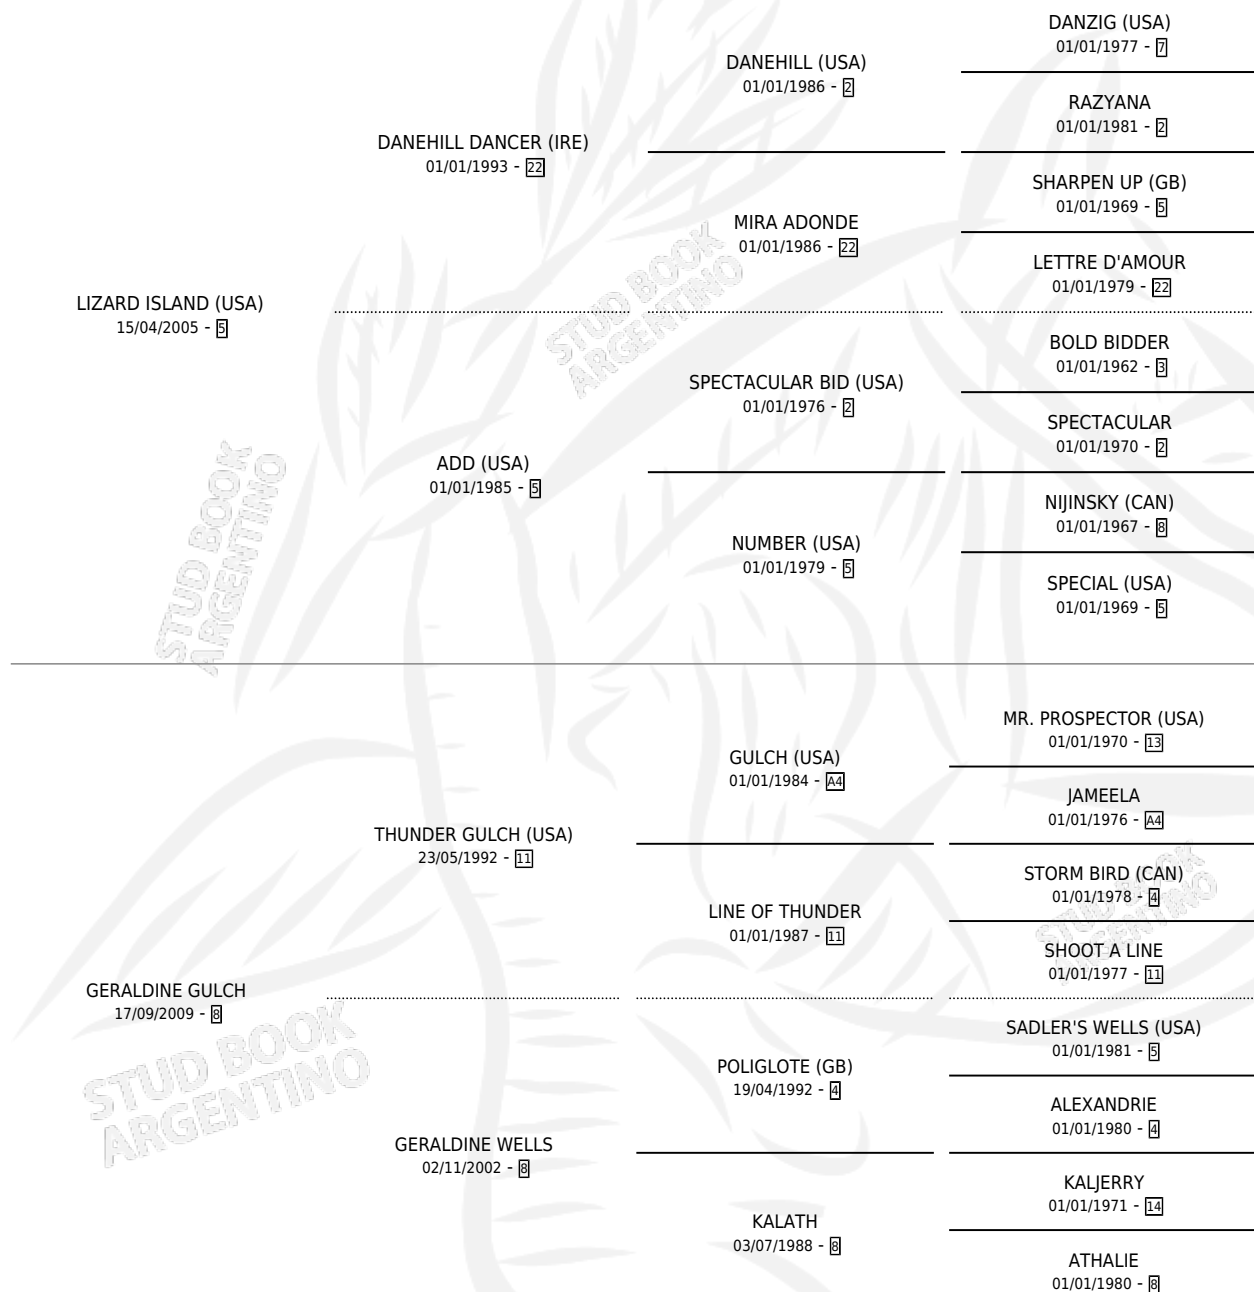 DANZIG (USA)
01/01/1977 - 7
DANEHILL (USA)
01/01/1986 - 2
RAZYANA
01/01/1981 - 2
DANEHILL DANCER (IRE)
01/01/1993 - 22
SHARPEN UP (GB)
01/01/1969 - 5
MIRA ADONDE
01/01/1986 - 22
LETTRE D'AMOUR
01/01/1979 - 22
LIZARD ISLAND (USA)
15/04/2005 - 5
BOLD BIDDER
01/01/1962 - 3
SPECTACULAR BID (USA)
01/01/1976 - 2
SPECTACULAR
01/01/1970 - 2
ADD (USA)
01/01/1985 - 5
NIJINSKY (CAN)
01/01/1967 - 8
NUMBER (USA)
01/01/1979 - 5
SPECIAL (USA)
01/01/1969 - 5
MR. PROSPECTOR (USA)
01/01/1970 - 13
GULCH (USA)
01/01/1984 - A4
JAMEELA
01/01/1976 - A4
THUNDER GULCH (USA)
23/05/1992 - 11
STORM BIRD (CAN)
01/01/1978 - 4
LINE OF THUNDER
01/01/1987 - 11
SHOOT A LINE
01/01/1977 - 11
GERALDINE GULCH
17/09/2009 - 8
SADLER'S WELLS (USA)
01/01/1981 - 5
POLIGLOTE (GB)
19/04/1992 - 4
ALEXANDRIE
01/01/1980 - 4
GERALDINE WELLS
02/11/2002 - 8
KALJERRY
01/01/1971 - 14
KALATH
03/07/1988 - 8
ATHALIE
01/01/1980 - 8
STUD BOOK
ARGENTINO
STUD BOOK
ARGENTINO
STUD BOOK
ARGENTINO
STUD BOOK
ARGENTINO